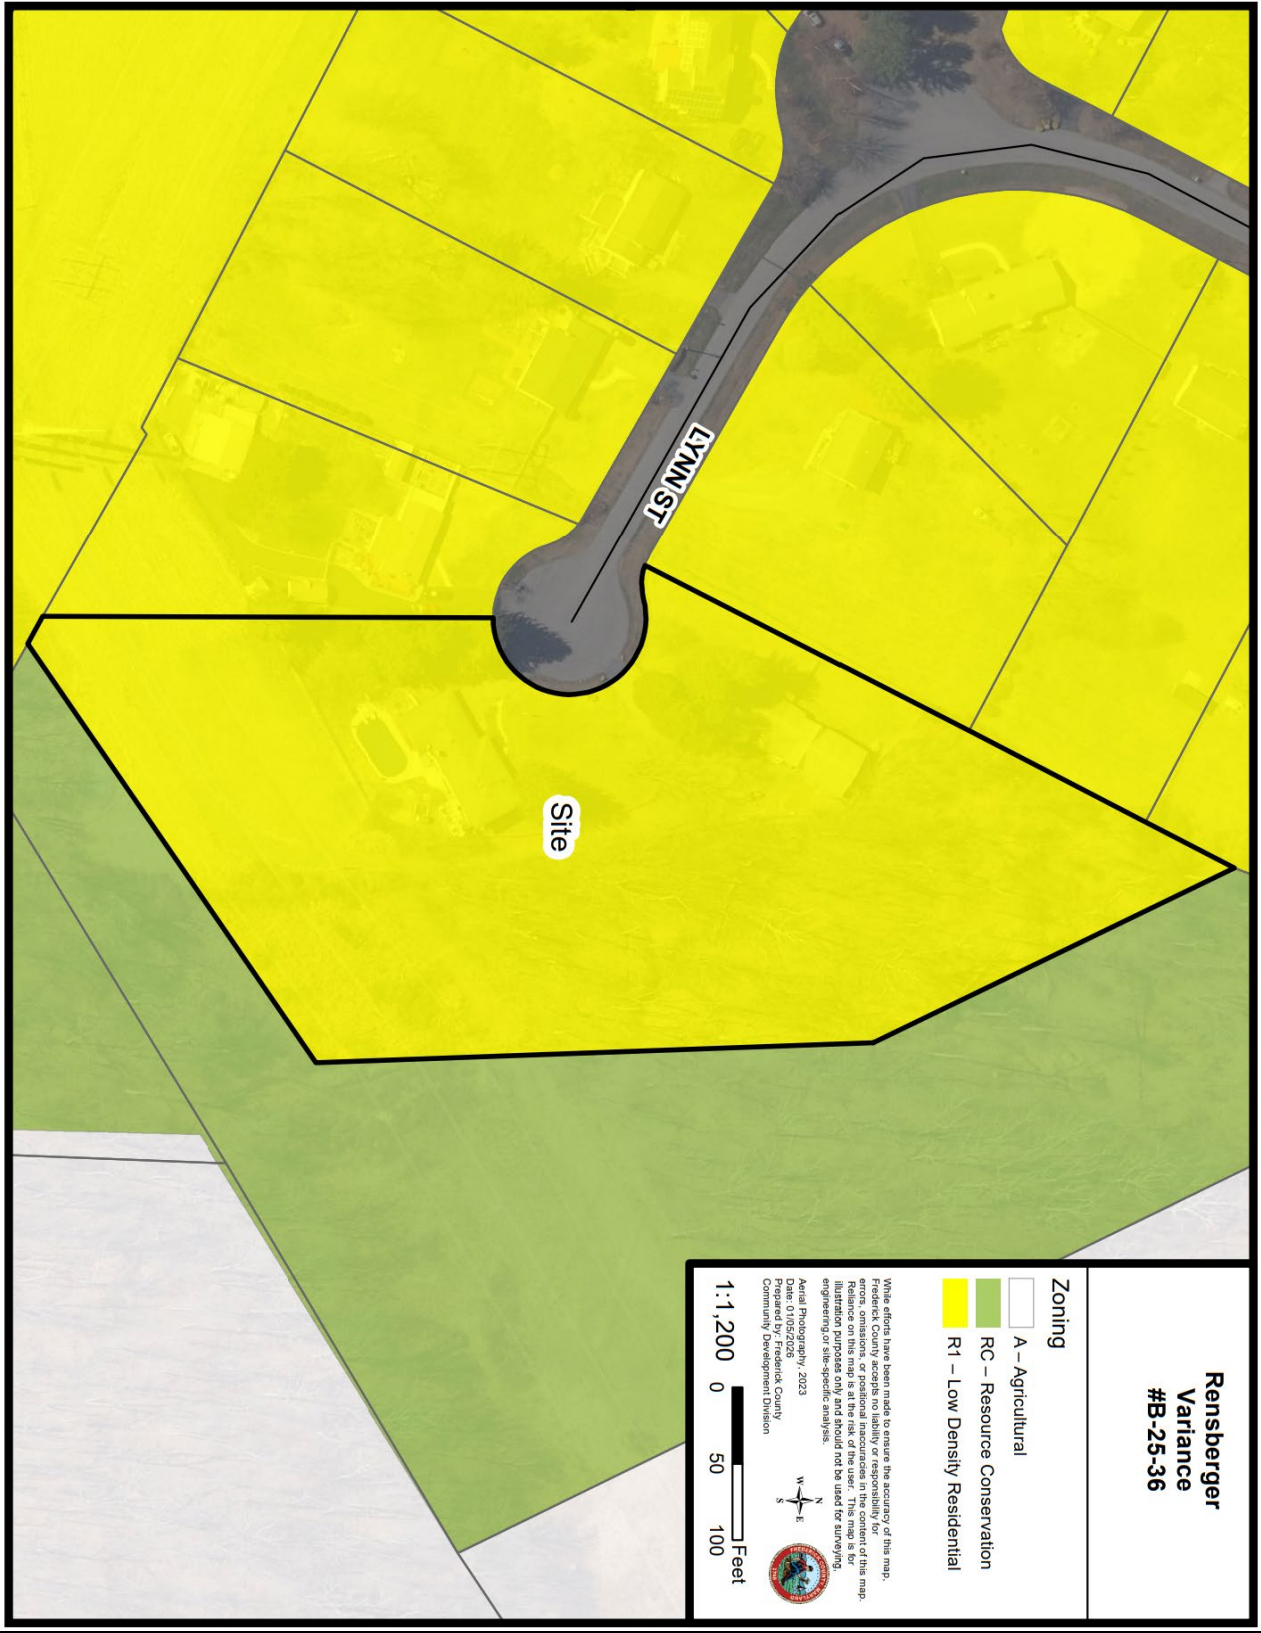 LYNN ST
Site
Rensberger
Variance
#B-25-36
Zoning
A – Agricultural
RC – Resource Conservation
R1 – Low Density Residential
While efforts have been made to ensure the accuracy of this map,
Frederick County accepts no liability or responsibility for
errors, omissions, or positional inaccuracies in the content of this map.
Reliance on this map is at the risk of the user. This map is for
illustration purposes only and should not be used for surveying,
engineering,or site-specific analysis.
Aerial Photography, 2023
Date: 01/05/2026
Prepared by: Frederick County
Community Development Division
N
W E
S
1:1,200
0 50 100
Feet